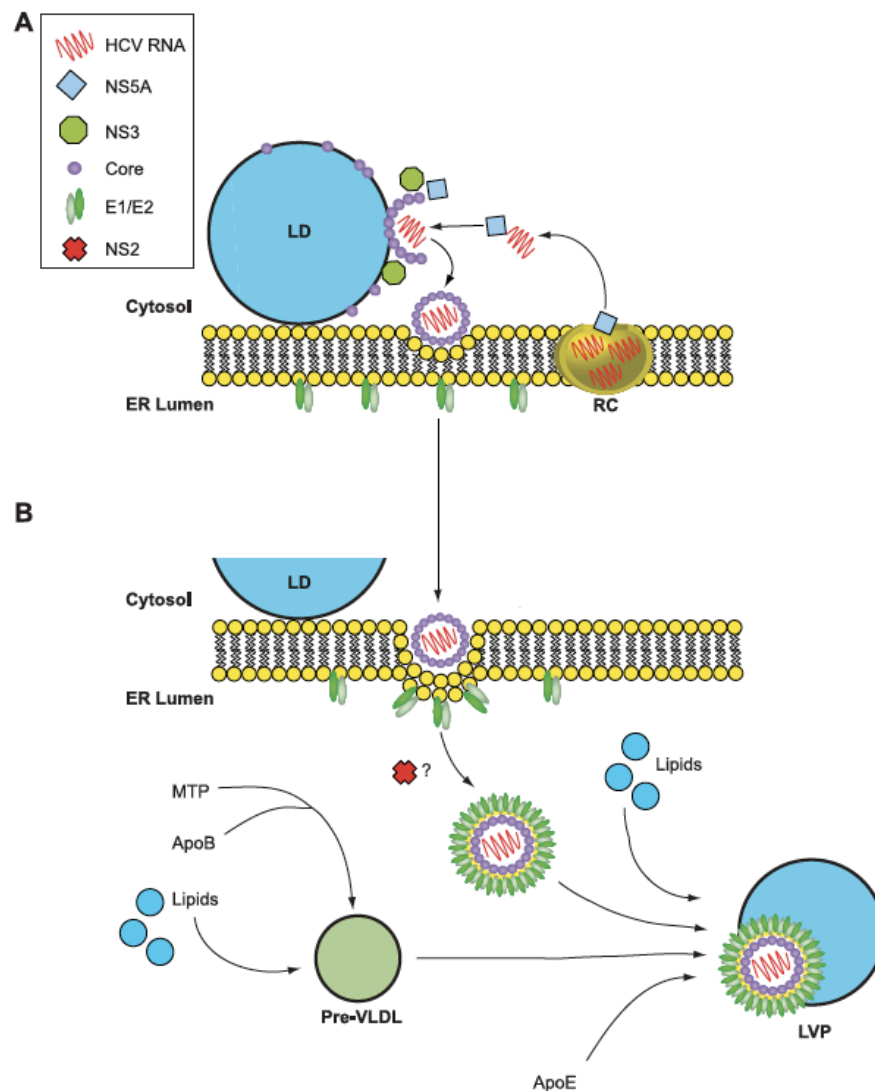 A
HCV RNA
NS5A
NS3
Core
E1/E2
NS2
LD
Cytosol
ER Lumen
RC
B
LD
Cytosol
ER Lumen
?
Lipids
MTP
ApoB
Lipids
Pre-VLDL
LVP
ApoE